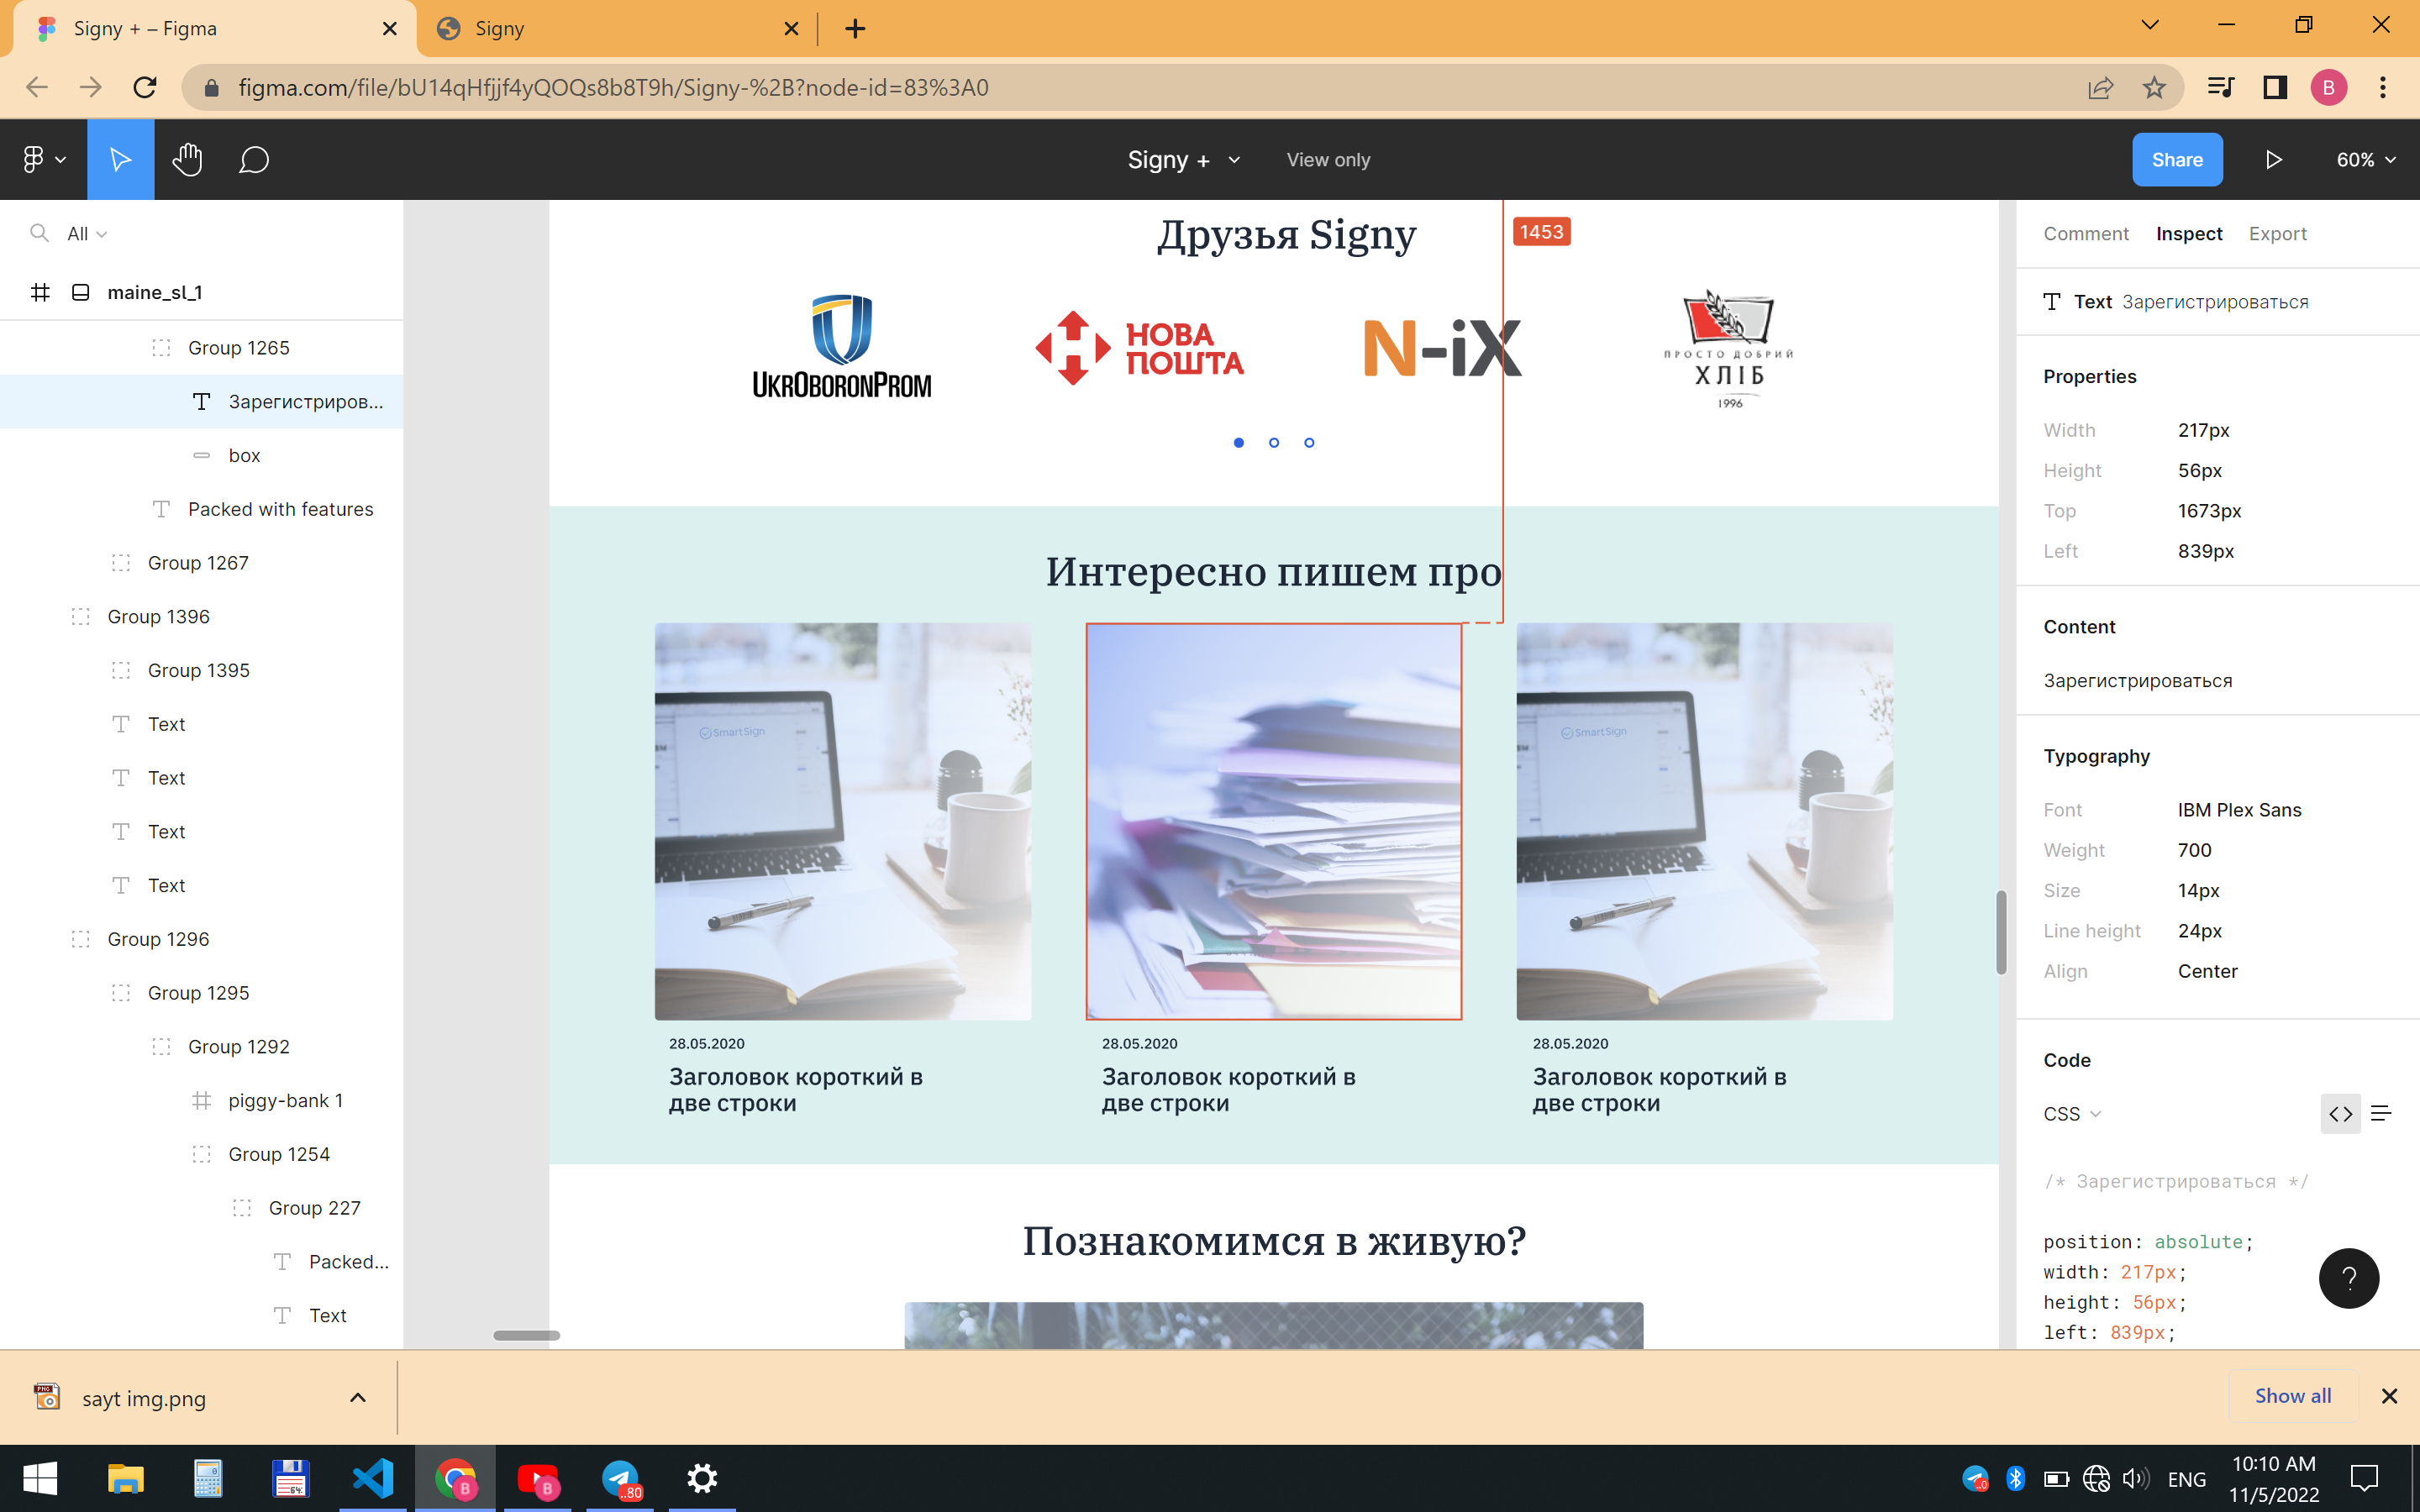 Signy + – Figma
Signy
figma.com/file/bU14qHfjjf4yQOQs8b8T9h/Signy-%2B?node-id=83%3A0
B
Signy +
View only
Share
60%
All
maine_sl_1
Group 1265
Зарегистриров...
box
Packed with features
Group 1267
Group 1396
Group 1395
Text
Text
Text
Text
Group 1296
Group 1295
Group 1292
piggy-bank 1
Group 1254
Group 227
Packed...
Text
Друзья Signy
1453
UKROBORONPROM
НОВА
ПОШТА
N-iX
ПРОСТО ДОБРИЙ
ХЛІБ
1996
Интересно пишем про
SmartSign
SmartSign
28.05.2020
Заголовок короткий в
две строки
28.05.2020
Заголовок короткий в
две строки
28.05.2020
Заголовок короткий в
две строки
Познакомимся в живую?
Comment
Inspect
Export
Text Зарегистрироваться
Properties
Width 217px
Height 56px
Top 1673px
Left 839px
Content
Зарегистрироваться
Typography
Font IBM Plex Sans
Weight 700
Size 14px
Line height 24px
Align Center
Code
CSS
/* Зарегистрироваться */
position: absolute;
width: 217px;
height: 56px;
left: 839px;
?
PNG
sayt img.png
Show all
64
B
B
..80
..0
ENG
10:10 AM
11/5/2022